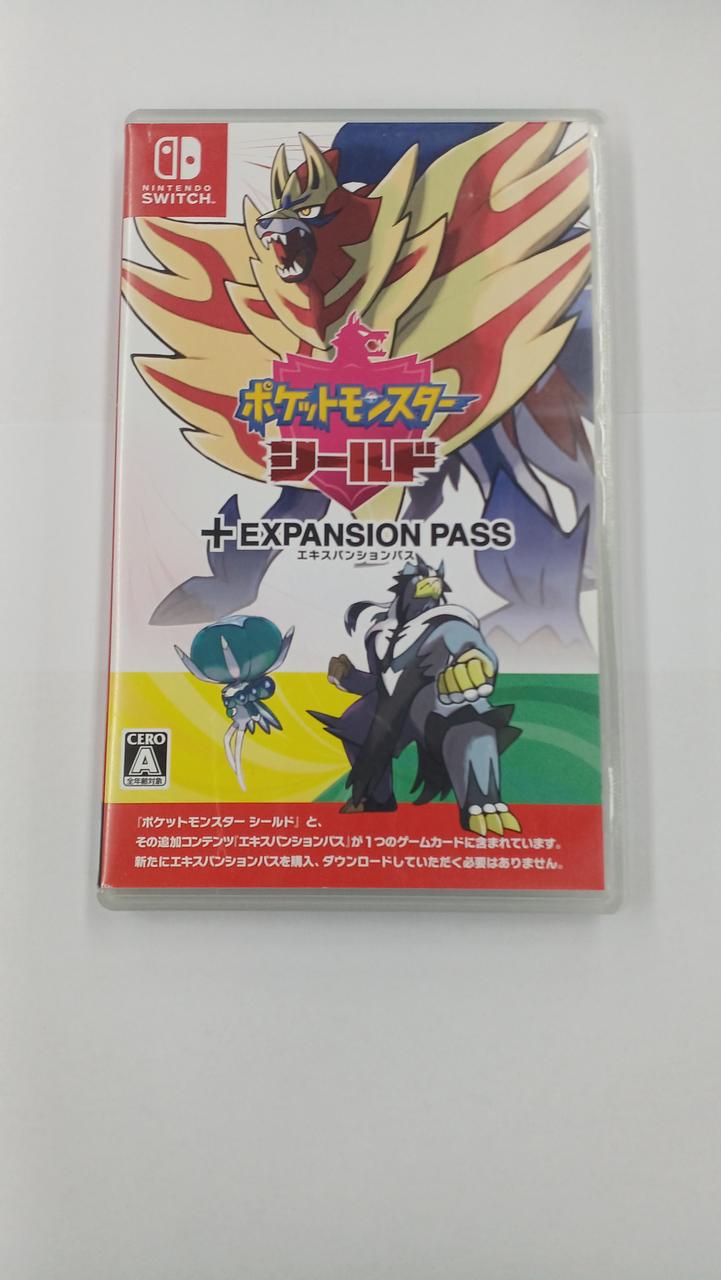 NINTENDO
SWITCH™
ポケットモンスター
シールド
+EXPANSION PASS
エキスパンションパス
CERO
A
全年齢対象
『ポケットモンスター シールド』と、
その追加コンテンツ『エキスパンションパス』が1つのゲームカードに含まれています。
新たにエキスパンションパスを購入、ダウンロードしていただく必要はありません。